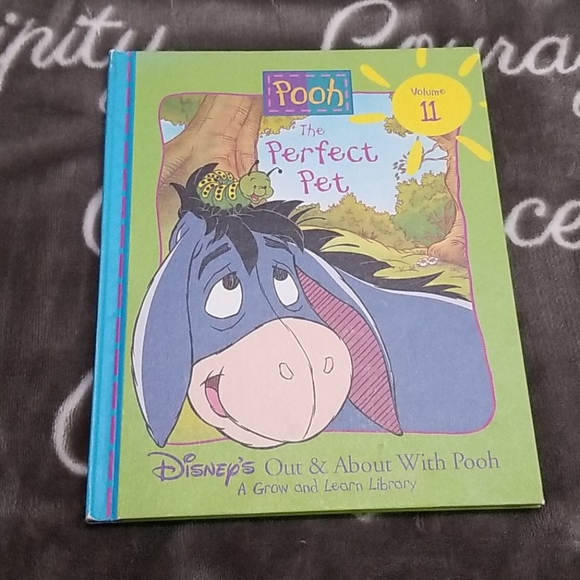 Pooh
Volume
11
The
Perfect
Pet
Disney's Out & About With Pooh
A Grow and Learn Library